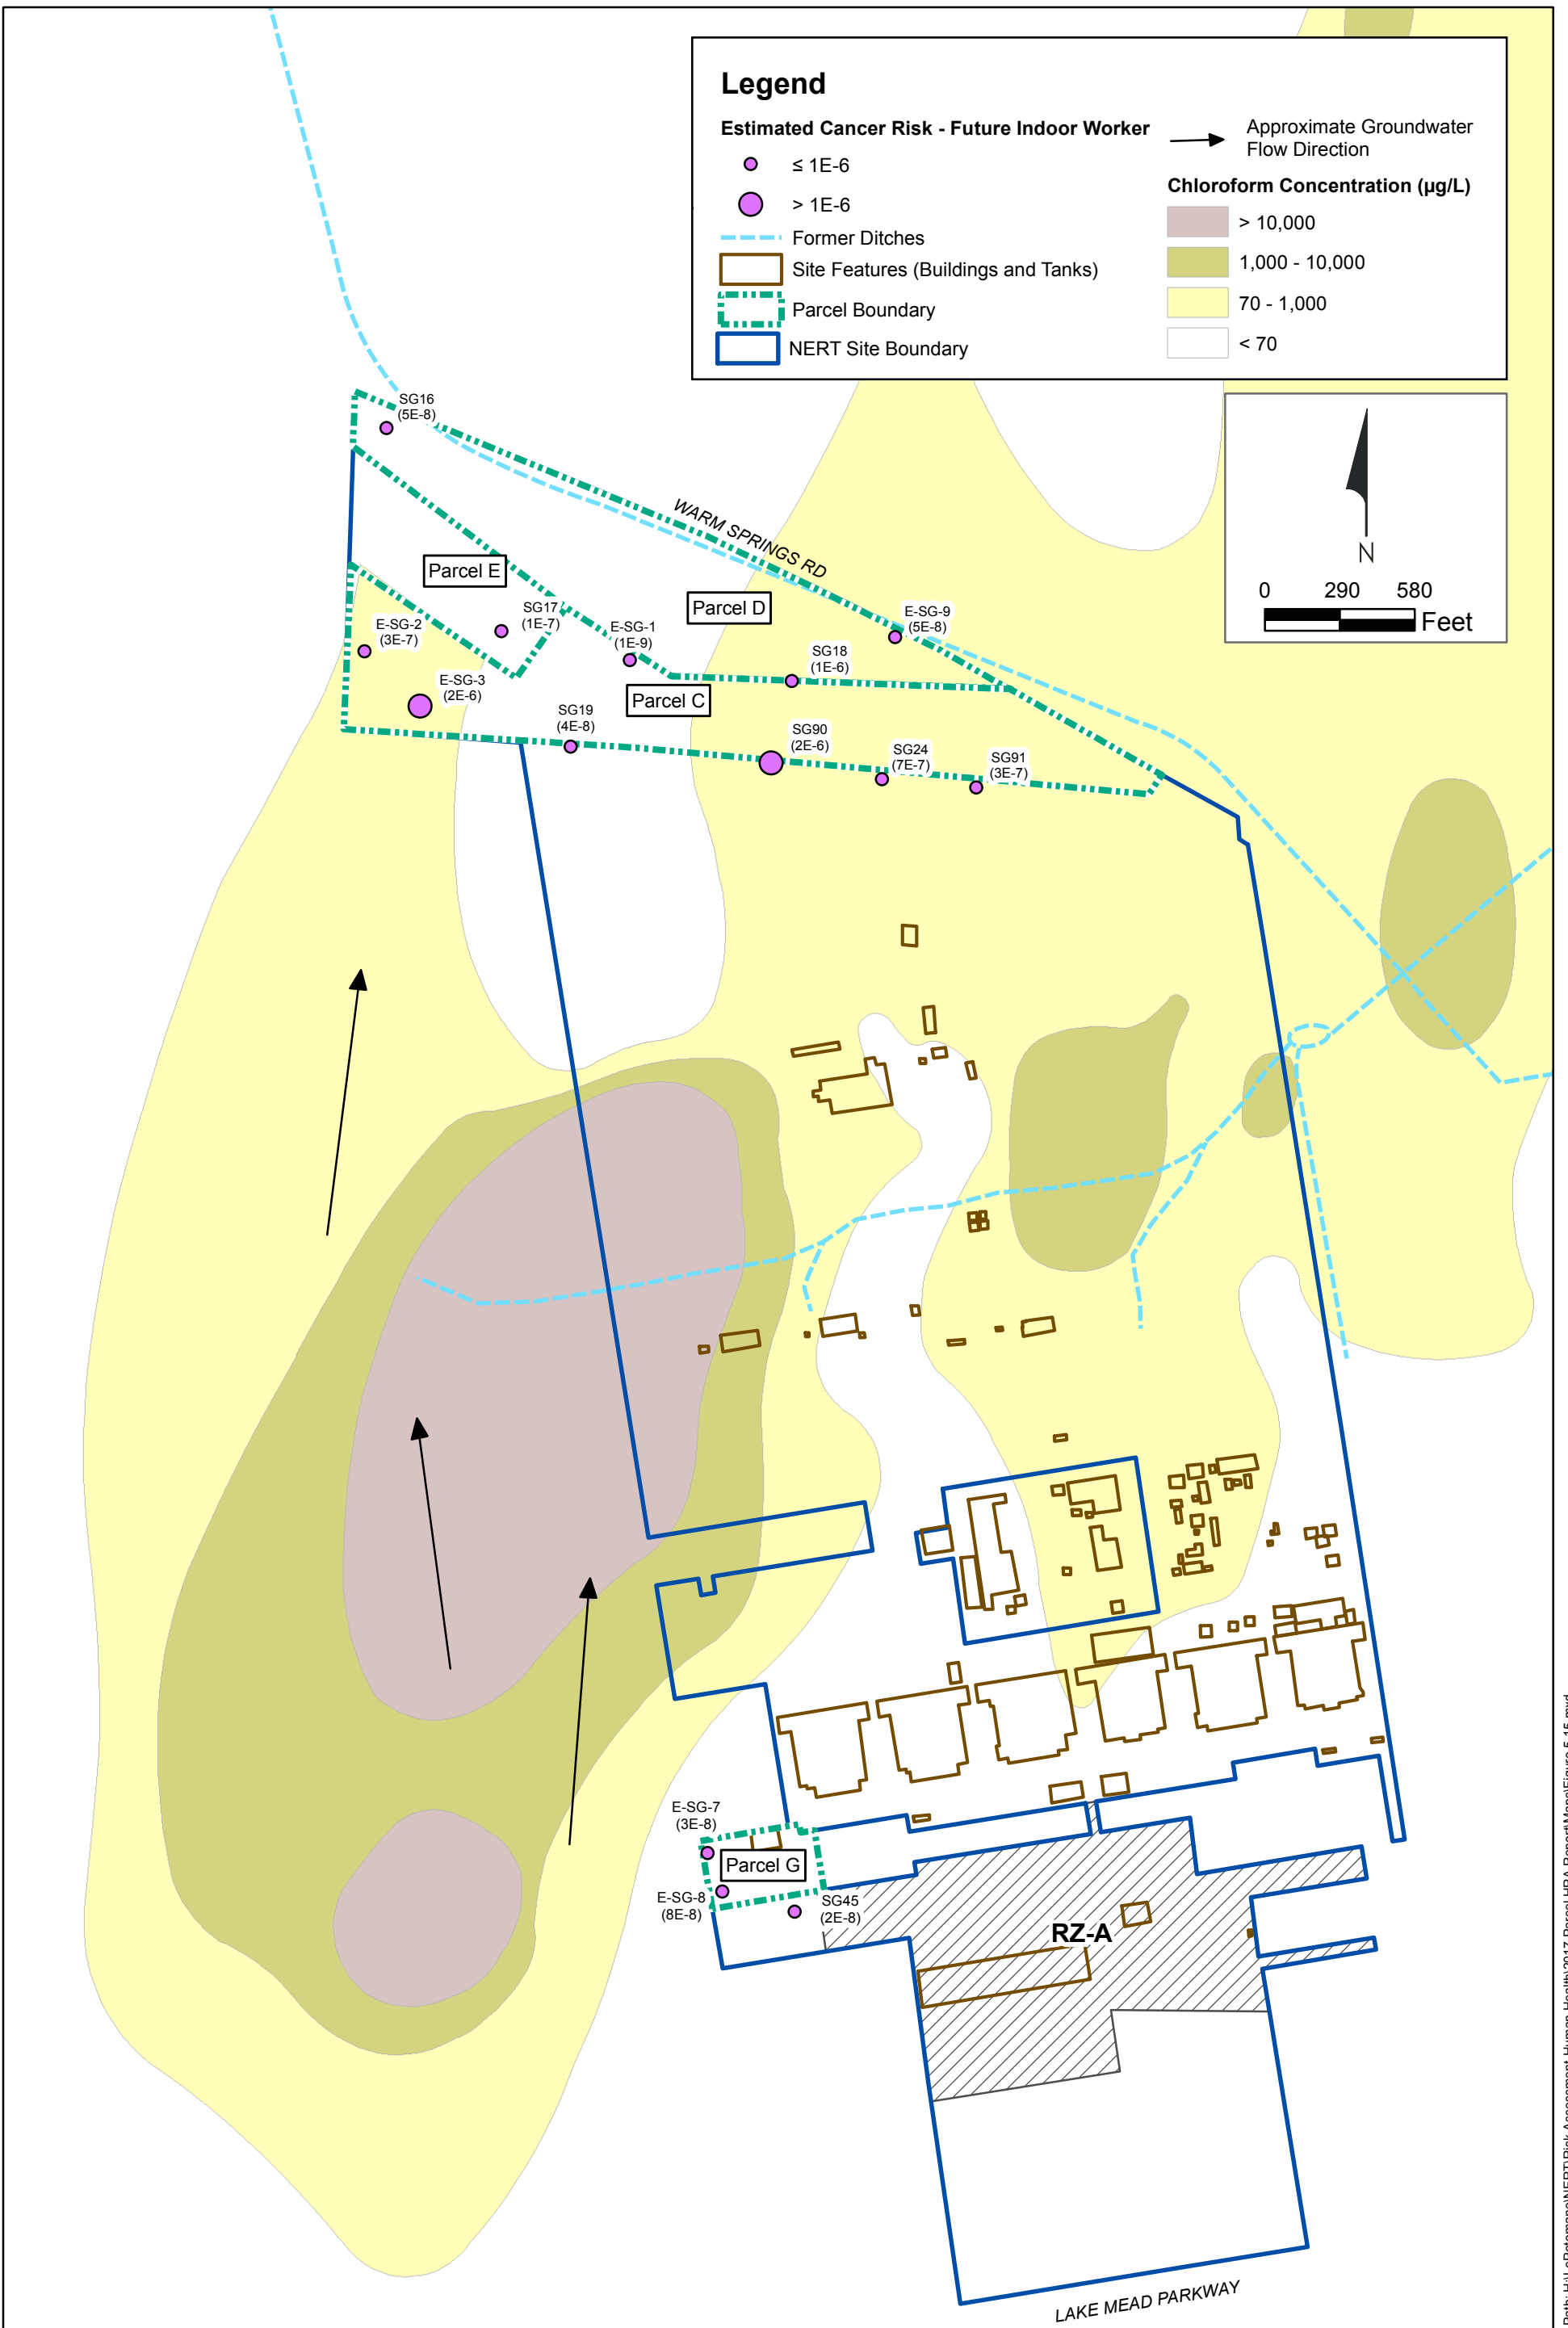 Legend
Estimated Cancer Risk - Future Indoor Worker
≤ 1E-6
> 1E-6
Former Ditches
Site Features (Buildings and Tanks)
Parcel Boundary
NERT Site Boundary
Approximate Groundwater
Flow Direction
Chloroform Concentration (µg/L)
> 10,000
1,000 - 10,000
70 - 1,000
< 70
N
0 290 580
Feet
SG16
(5E-8)
WARM SPRINGS RD
Parcel E
Parcel D
SG17
(1E-7)
E-SG-2
(3E-7)
E-SG-1
(1E-9)
E-SG-9
(5E-8)
SG18
(1E-6)
E-SG-3
(2E-6)
Parcel C
SG19
(4E-8)
SG90
(2E-6)
SG24
(7E-7)
SG91
(3E-7)
E-SG-7
(3E-8)
Parcel G
E-SG-8
(8E-8)
SG45
(2E-8)
RZ-A
LAKE MEAD PARKWAY